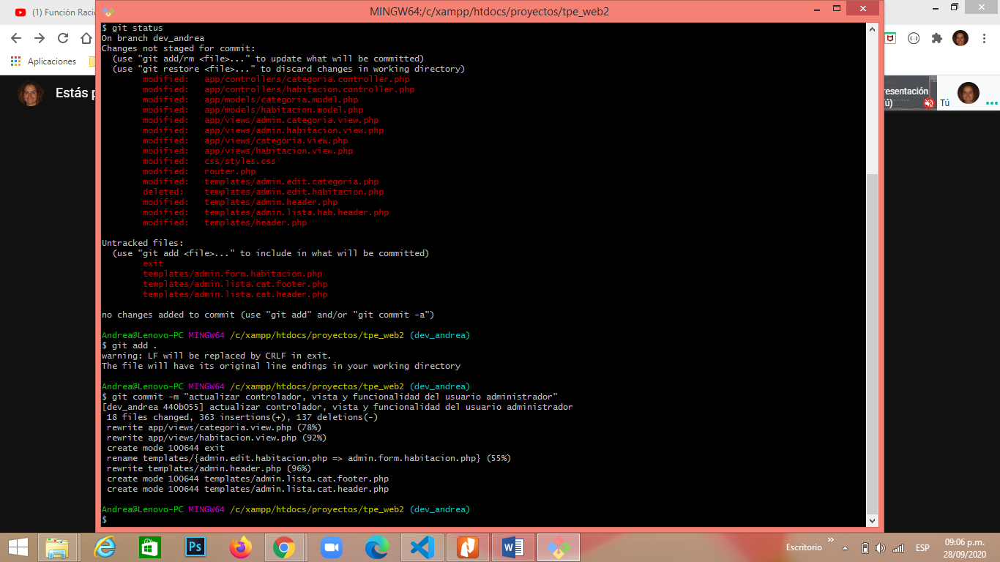 (1) Función Raci
MINGW64:/c/xampp/htdocs/proyectos/tpe_web2
Aplicaciones
Estás p
resentación
ú)
Tú
$ git status
On branch dev_andrea
Changes not staged for commit:
  (use "git add/rm <file>..." to update what will be committed)
  (use "git restore <file>..." to discard changes in working directory)
        modified:   app/controllers/categoria.controller.php
        modified:   app/controllers/habitacion.controller.php
        modified:   app/models/categoria.model.php
        modified:   app/models/habitacion.model.php
        modified:   app/views/admin.categoria.view.php
        modified:   app/views/admin.habitacion.view.php
        modified:   app/views/categoria.view.php
        modified:   app/views/habitacion.view.php
        modified:   css/styles.css
        modified:   router.php
        modified:   templates/admin.edit.categoria.php
        deleted:    templates/admin.edit.habitacion.php
        modified:   templates/admin.header.php
        modified:   templates/admin.lista.hab.header.php
        modified:   templates/header.php
Untracked files:
  (use "git add <file>..." to include in what will be committed)
        exit
        templates/admin.form.habitacion.php
        templates/admin.lista.cat.footer.php
        templates/admin.lista.cat.header.php
no changes added to commit (use "git add" and/or "git commit -a")
Andrea@Lenovo-PC MINGW64 /c/xampp/htdocs/proyectos/tpe_web2 (dev_andrea)
$ git add .
warning: LF will be replaced by CRLF in exit.
The file will have its original line endings in your working directory
Andrea@Lenovo-PC MINGW64 /c/xampp/htdocs/proyectos/tpe_web2 (dev_andrea)
$ git commit -m "actualizar controlador, vista y funcionalidad del usuario administrador"
[dev_andrea 440b055] actualizar controlador, vista y funcionalidad del usuario administrador
 18 files changed, 363 insertions(+), 137 deletions(-)
 rewrite app/views/categoria.view.php (78%)
 rewrite app/views/habitacion.view.php (92%)
 create mode 100644 exit
 rename templates/{admin.edit.habitacion.php => admin.form.habitacion.php} (55%)
 rewrite templates/admin.header.php (96%)
 create mode 100644 templates/admin.lista.cat.footer.php
 create mode 100644 templates/admin.lista.cat.header.php
Andrea@Lenovo-PC MINGW64 /c/xampp/htdocs/proyectos/tpe_web2 (dev_andrea)
$
Ps
Escritorio
ESP
09:06 p.m.
28/09/2020